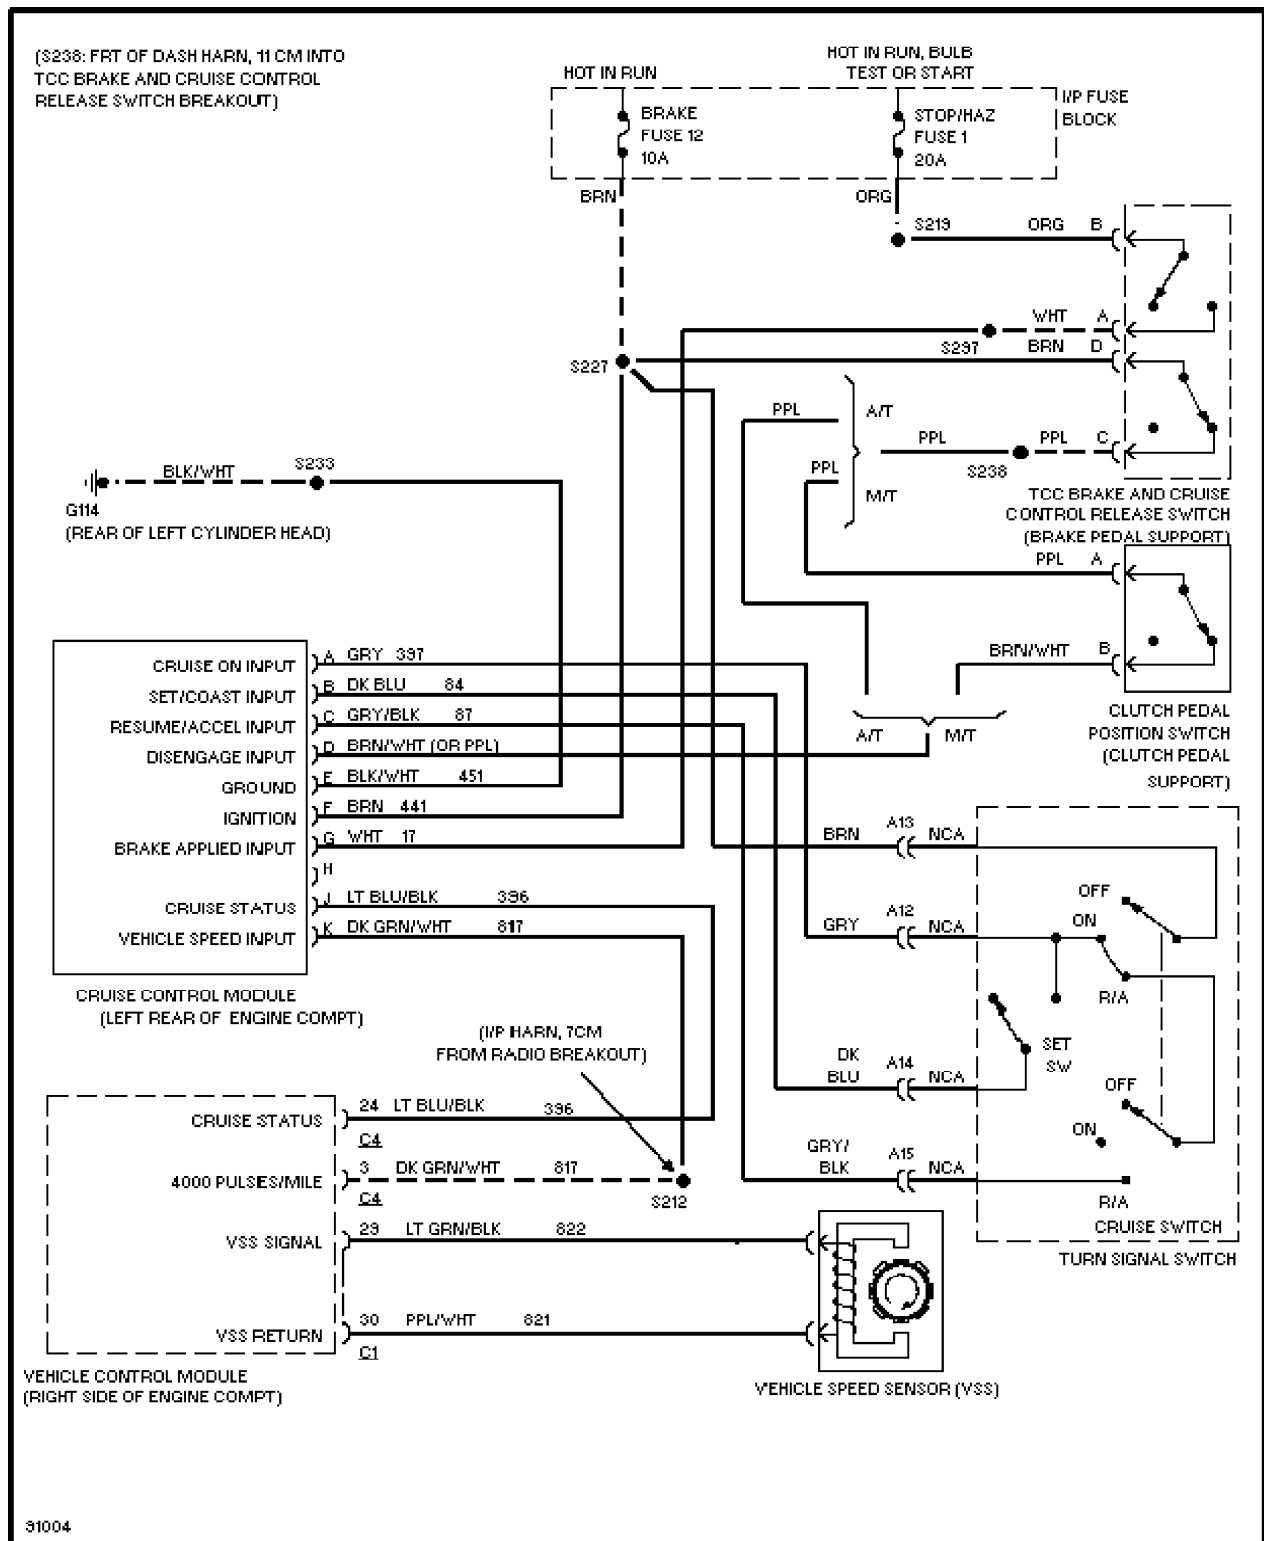 (S238: FRT OF DASH HARN, 11 CM INTO
TCC BRAKE AND CRUISE CONTROL
RELEASE SWITCH BREAKOUT)
HOT IN RUN
HOT IN RUN, BULB
TEST OR START
I/P FUSE
BLOCK
BRAKE
FUSE 12
10A
STOP/HAZ
FUSE 1
20A
BRN
ORG
S219
ORG B
WHT A
S297
BRN D
S227
PPL
A/T
PPL
PPL C
S238
PPL
M/T
BLK/WHT
S233
G114
(REAR OF LEFT CYLINDER HEAD)
TCC BRAKE AND CRUISE
CONTROL RELEASE SWITCH
(BRAKE PEDAL SUPPORT)
PPL A
BRN/WHT B
CLUTCH PEDAL
POSITION SWITCH
(CLUTCH PEDAL
SUPPORT)
A/T
M/T
CRUISE ON INPUT A GRY 397
SET/COAST INPUT B DK BLU 84
RESUME/ACCEL INPUT C GRY/BLK 87
DISENGAGE INPUT D BRN/WHT (OR PPL)
GROUND E BLK/WHT 451
IGNITION F BRN 441
BRAKE APPLIED INPUT G WHT 17
H
CRUISE STATUS J LT BLU/BLK 396
VEHICLE SPEED INPUT K DK GRN/WHT 817
CRUISE CONTROL MODULE
(LEFT REAR OF ENGINE COMPT)
BRN A13 NCA
GRY A12 NCA
OFF
ON
R/A
SET
SW
DK
BLU A14 NCA
OFF
ON
GRY/
BLK A15 NCA
R/A
CRUISE SWITCH
TURN SIGNAL SWITCH
(I/P HARN, 7CM
FROM RADIO BREAKOUT)
CRUISE STATUS 24 LT BLU/BLK 396
C4
4000 PULSES/MILE 3 DK GRN/WHT 817
C4
S212
VSS SIGNAL 29 LT GRN/BLK 822
VSS RETURN 30 PPL/WHT 821
C1
VEHICLE CONTROL MODULE
(RIGHT SIDE OF ENGINE COMPT)
VEHICLE SPEED SENSOR (VSS)
91004